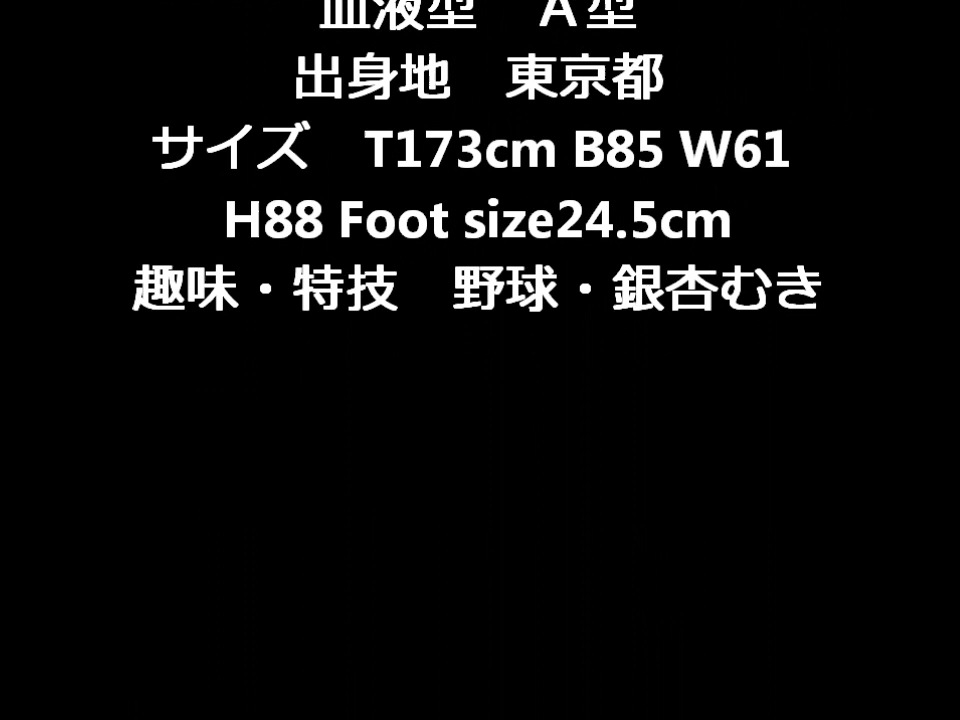 血液型　A型
出身地　東京都
サイズ　T173cm B85 W61
H88 Foot size24.5cm
趣味・特技　野球・銀杏むき